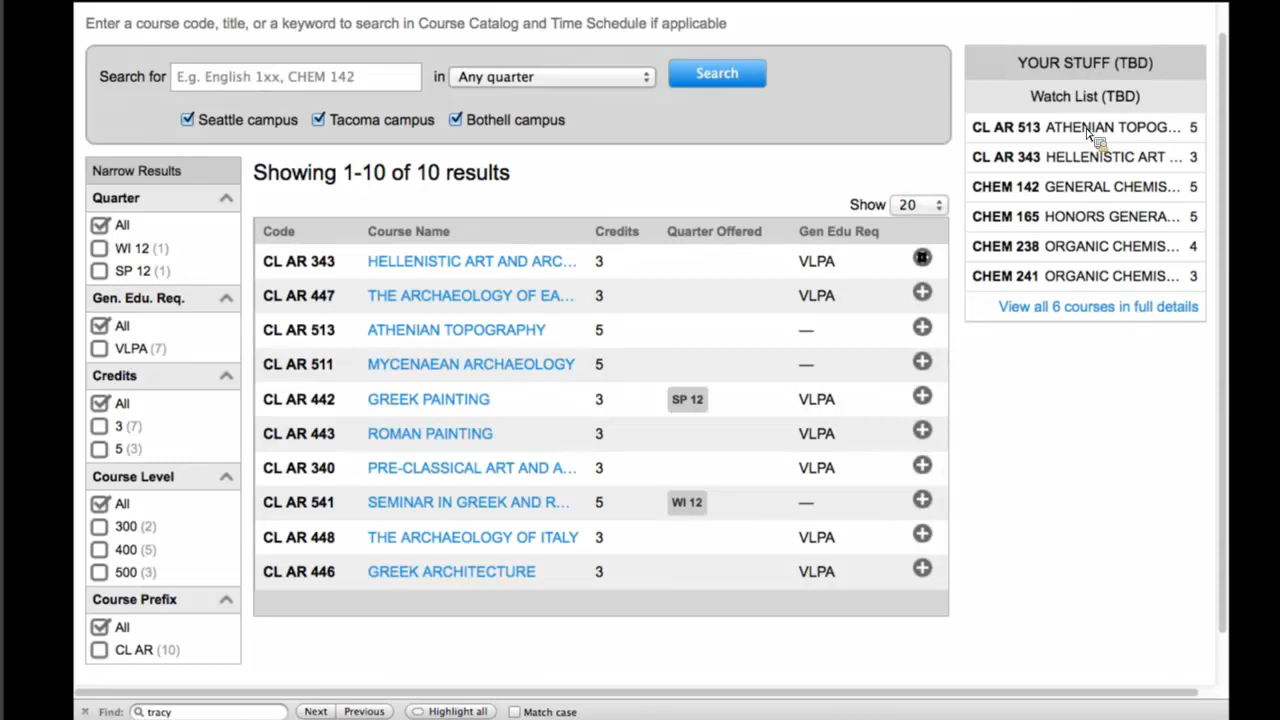 Enter a course code, title, or a keyword to search in Course Catalog and Time Schedule if applicable
Search for E.g. English 1xx, CHEM 142 in Any quarter Search
Seattle campus Tacoma campus Bothell campus
YOUR STUFF (TBD)
Watch List (TBD)
CL AR 513 ATHENIAN TOPOG... 5
CL AR 343 HELLENISTIC ART ... 3
CHEM 142 GENERAL CHEMIS... 5
CHEM 165 HONORS GENERA... 5
CHEM 238 ORGANIC CHEMIS... 4
CHEM 241 ORGANIC CHEMIS... 3
View all 6 courses in full details
Narrow Results
Quarter
All
WI 12 (1)
SP 12 (1)
Gen. Edu. Req.
All
VLPA (7)
Credits
All
3 (7)
5 (3)
Course Level
All
300 (2)
400 (5)
500 (3)
Course Prefix
All
CL AR (10)
Showing 1-10 of 10 results
Show 20
Code Course Name Credits Quarter Offered Gen Edu Req
CL AR 343 HELLENISTIC ART AND ARC... 3 VLPA
CL AR 447 THE ARCHAEOLOGY OF EA... 3 VLPA
CL AR 513 ATHENIAN TOPOGRAPHY 5 —
CL AR 511 MYCENAEAN ARCHAEOLOGY 5 —
CL AR 442 GREEK PAINTING 3 SP 12 VLPA
CL AR 443 ROMAN PAINTING 3 VLPA
CL AR 340 PRE-CLASSICAL ART AND A... 3 VLPA
CL AR 541 SEMINAR IN GREEK AND R... 5 WI 12 —
CL AR 448 THE ARCHAEOLOGY OF ITALY 3 VLPA
CL AR 446 GREEK ARCHITECTURE 3 VLPA
Find: tracy Next Previous Highlight all Match case